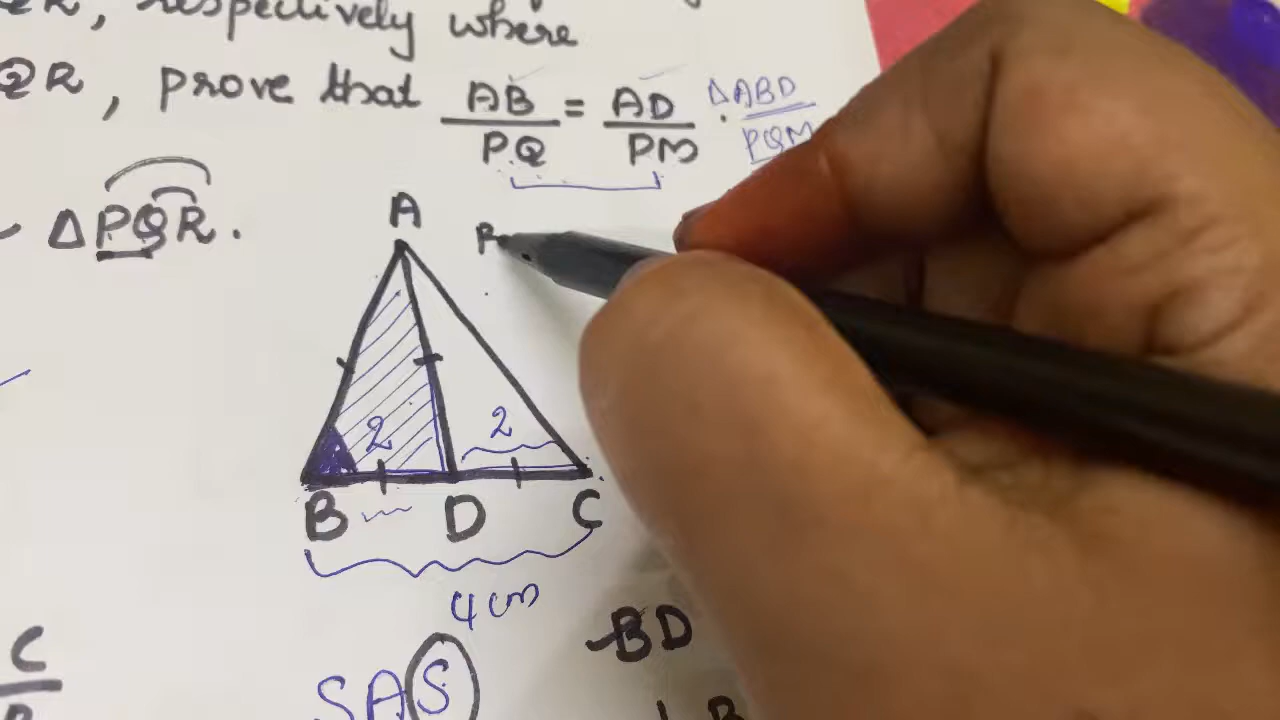 respectively where
QR, prove that AB/PQ = AD/PM . ΔABD/PQM
ΔPQR.
A
2 2
B D C
4 cm
C
BD
SAS